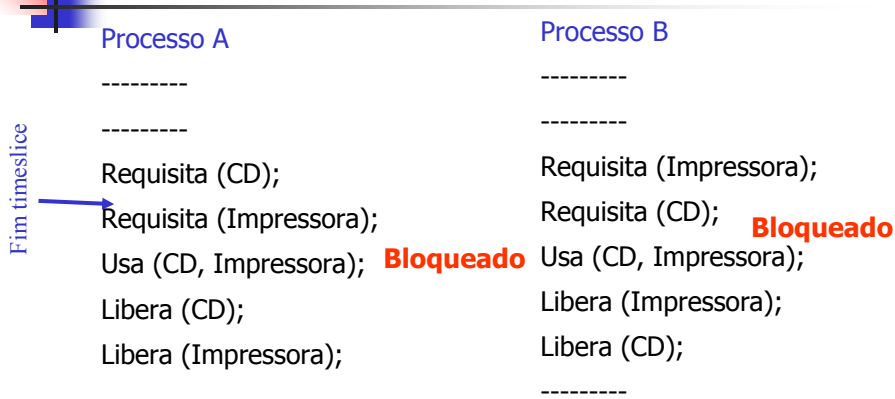 Processo A
---------
---------
Requisita (CD);
Requisita (Impressora);
Usa (CD, Impressora);
Bloqueado
Libera (CD);
Libera (Impressora);
Fim timeslice
Processo B
---------
---------
Requisita (Impressora);
Requisita (CD);
Bloqueado
Usa (CD, Impressora);
Libera (Impressora);
Libera (CD);
---------